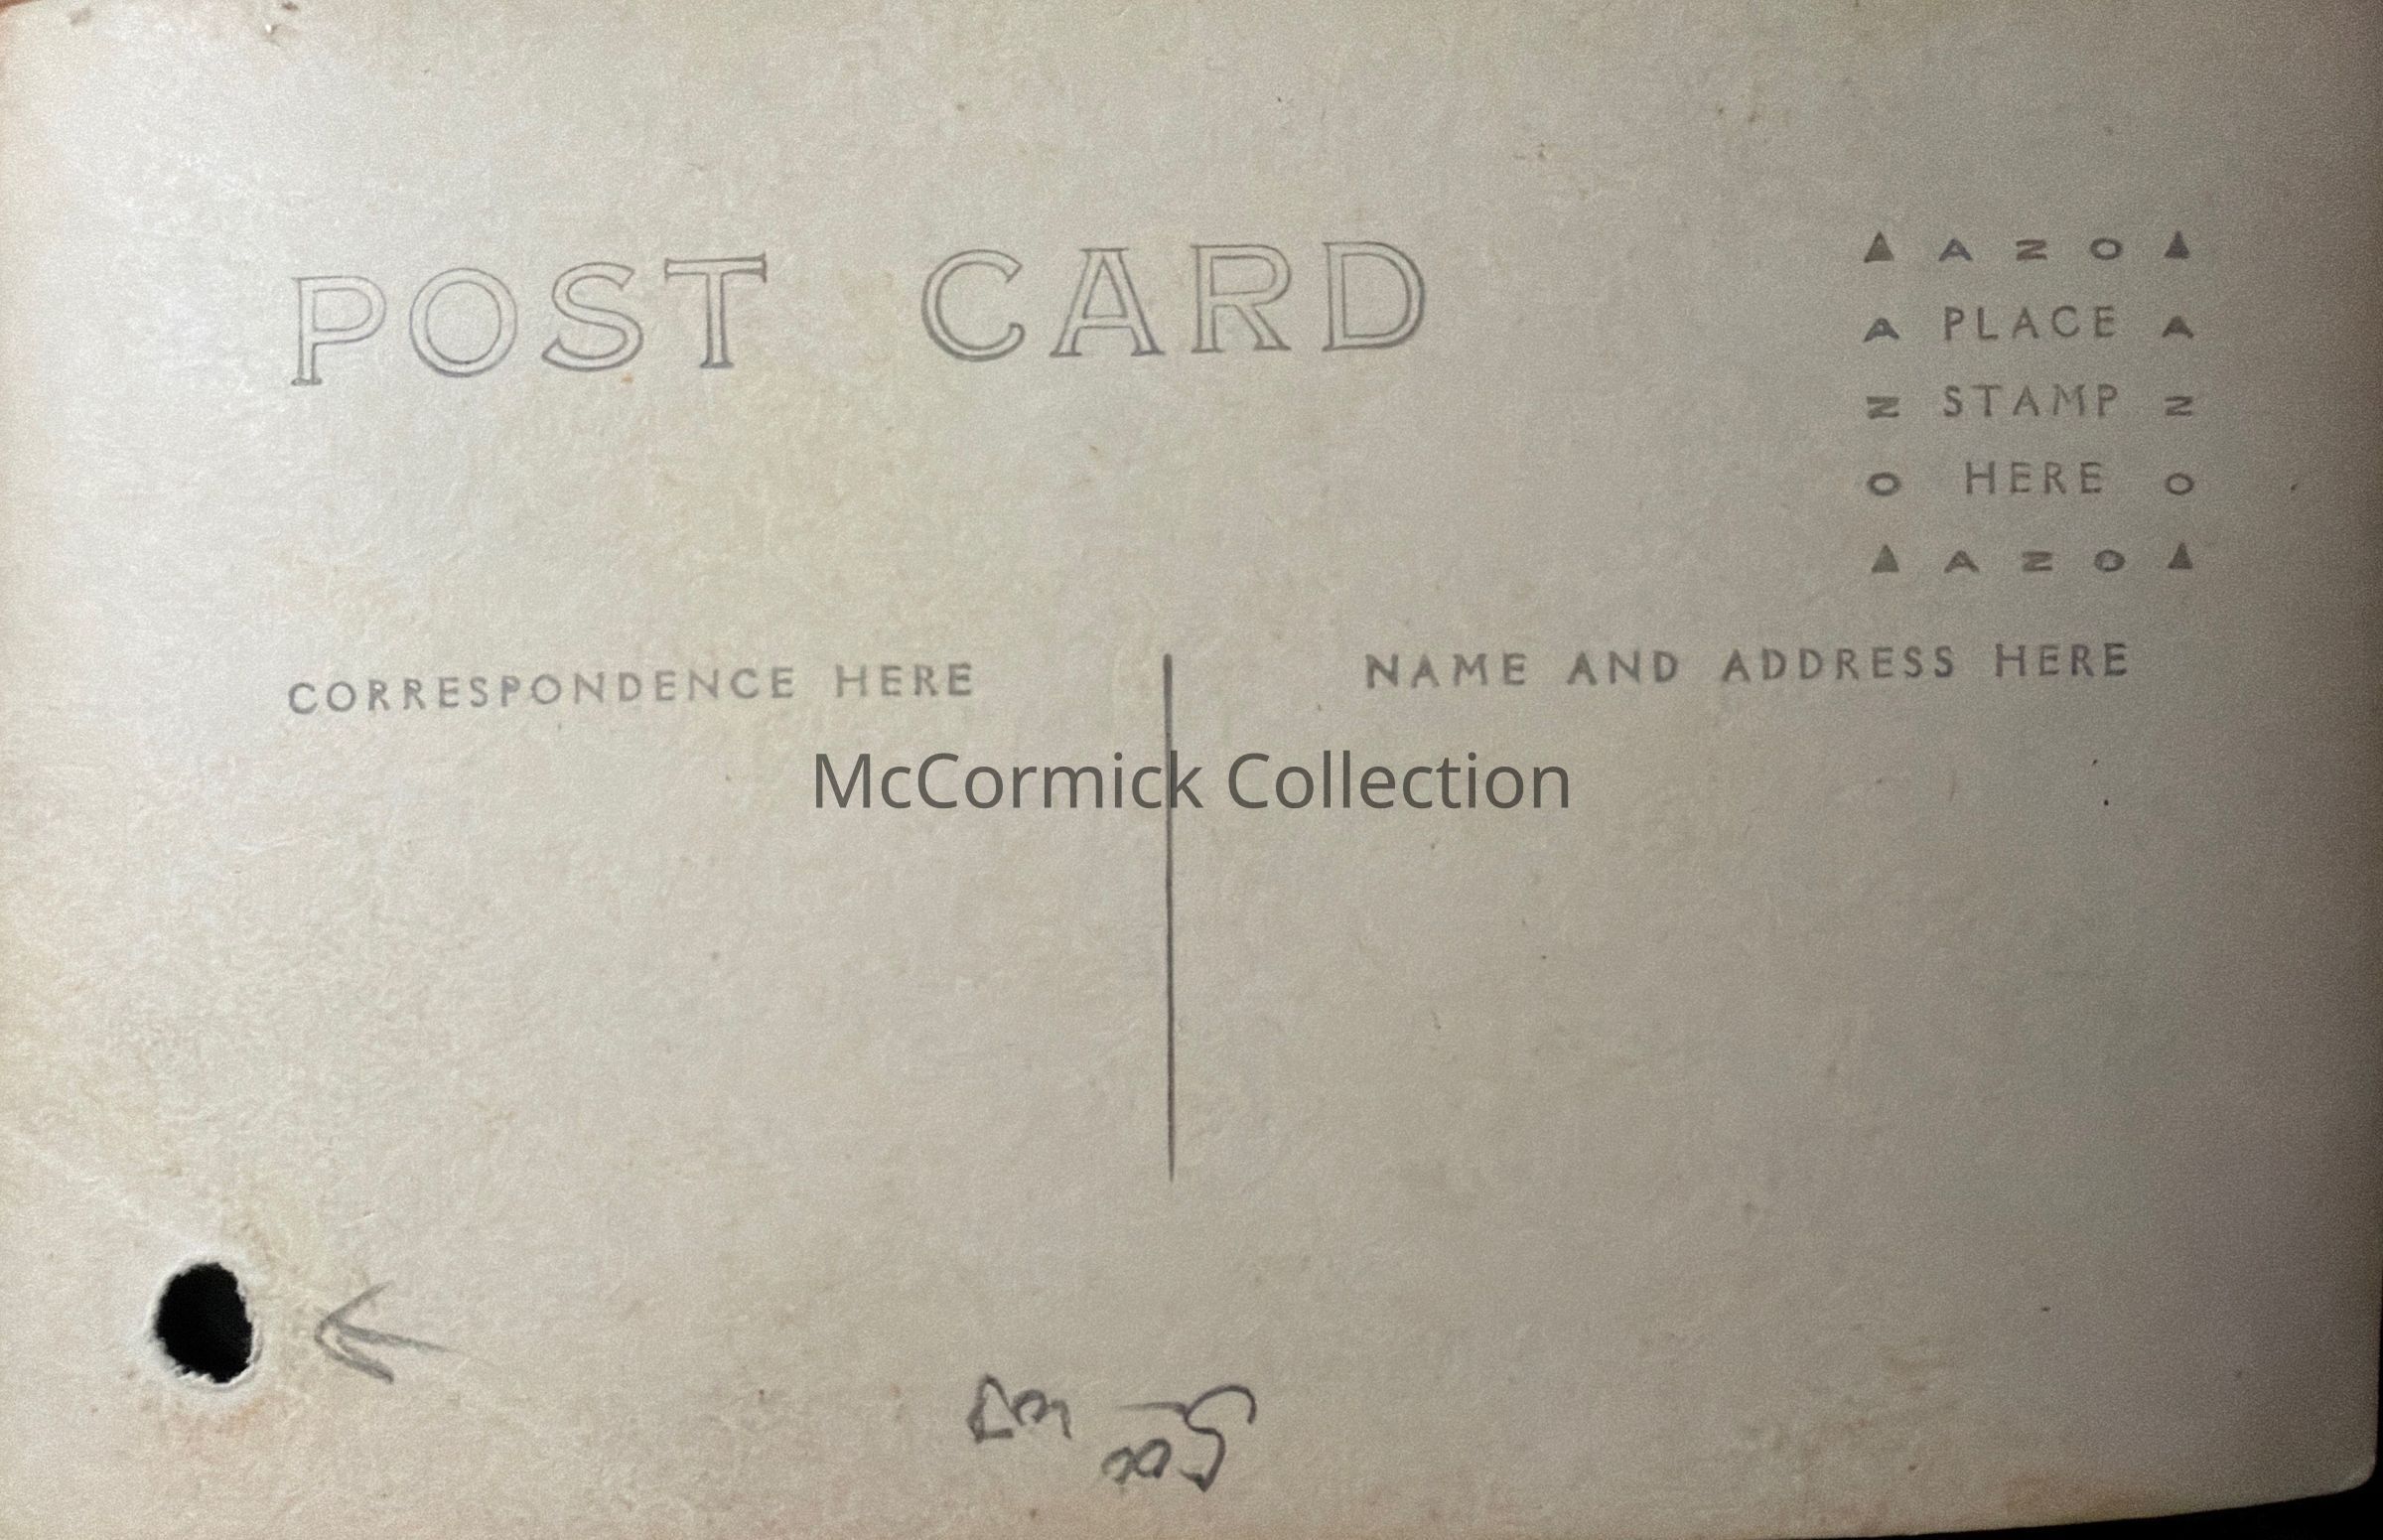 POST CARD
▲ A Z O ▲
A PLACE A
Z STAMP Z
O HERE O
▲ A Z O ▲
CORRESPONDENCE HERE
NAME AND ADDRESS HERE
McCormick Collection